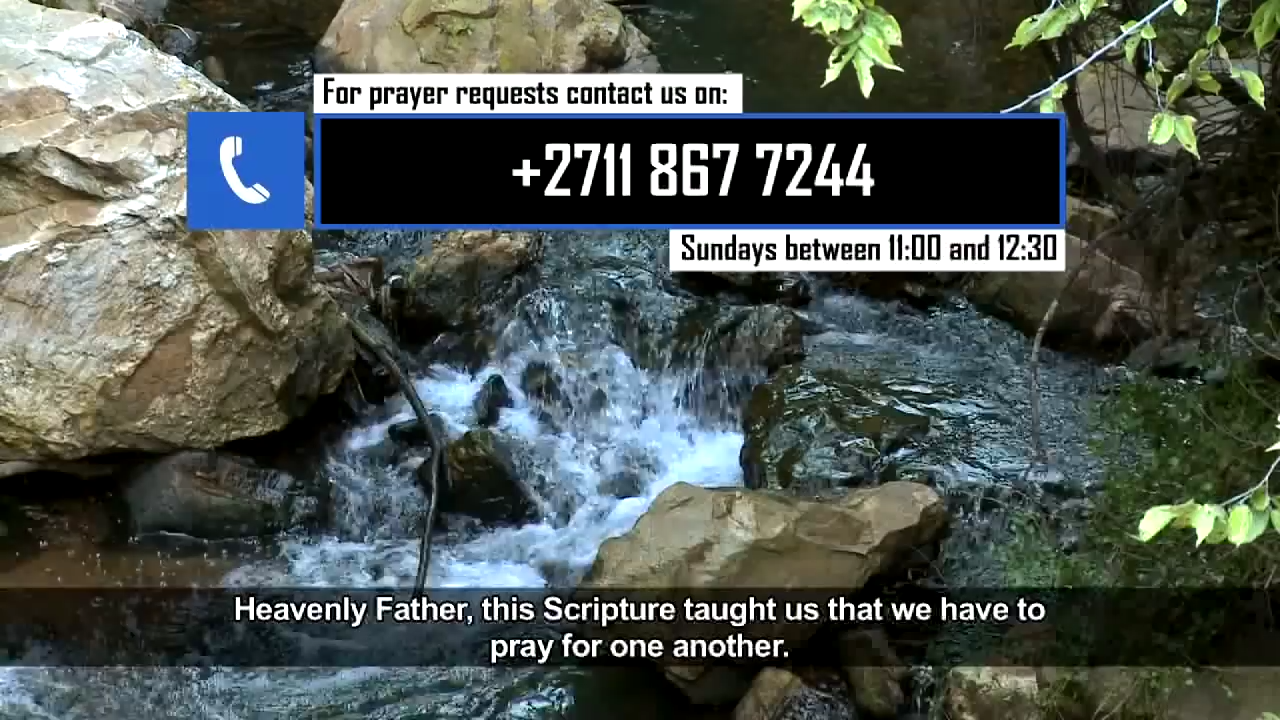 For prayer requests contact us on:
+2711 867 7244
Sundays between 11:00 and 12:30
Heavenly Father, this Scripture taught us that we have to
pray for one another.